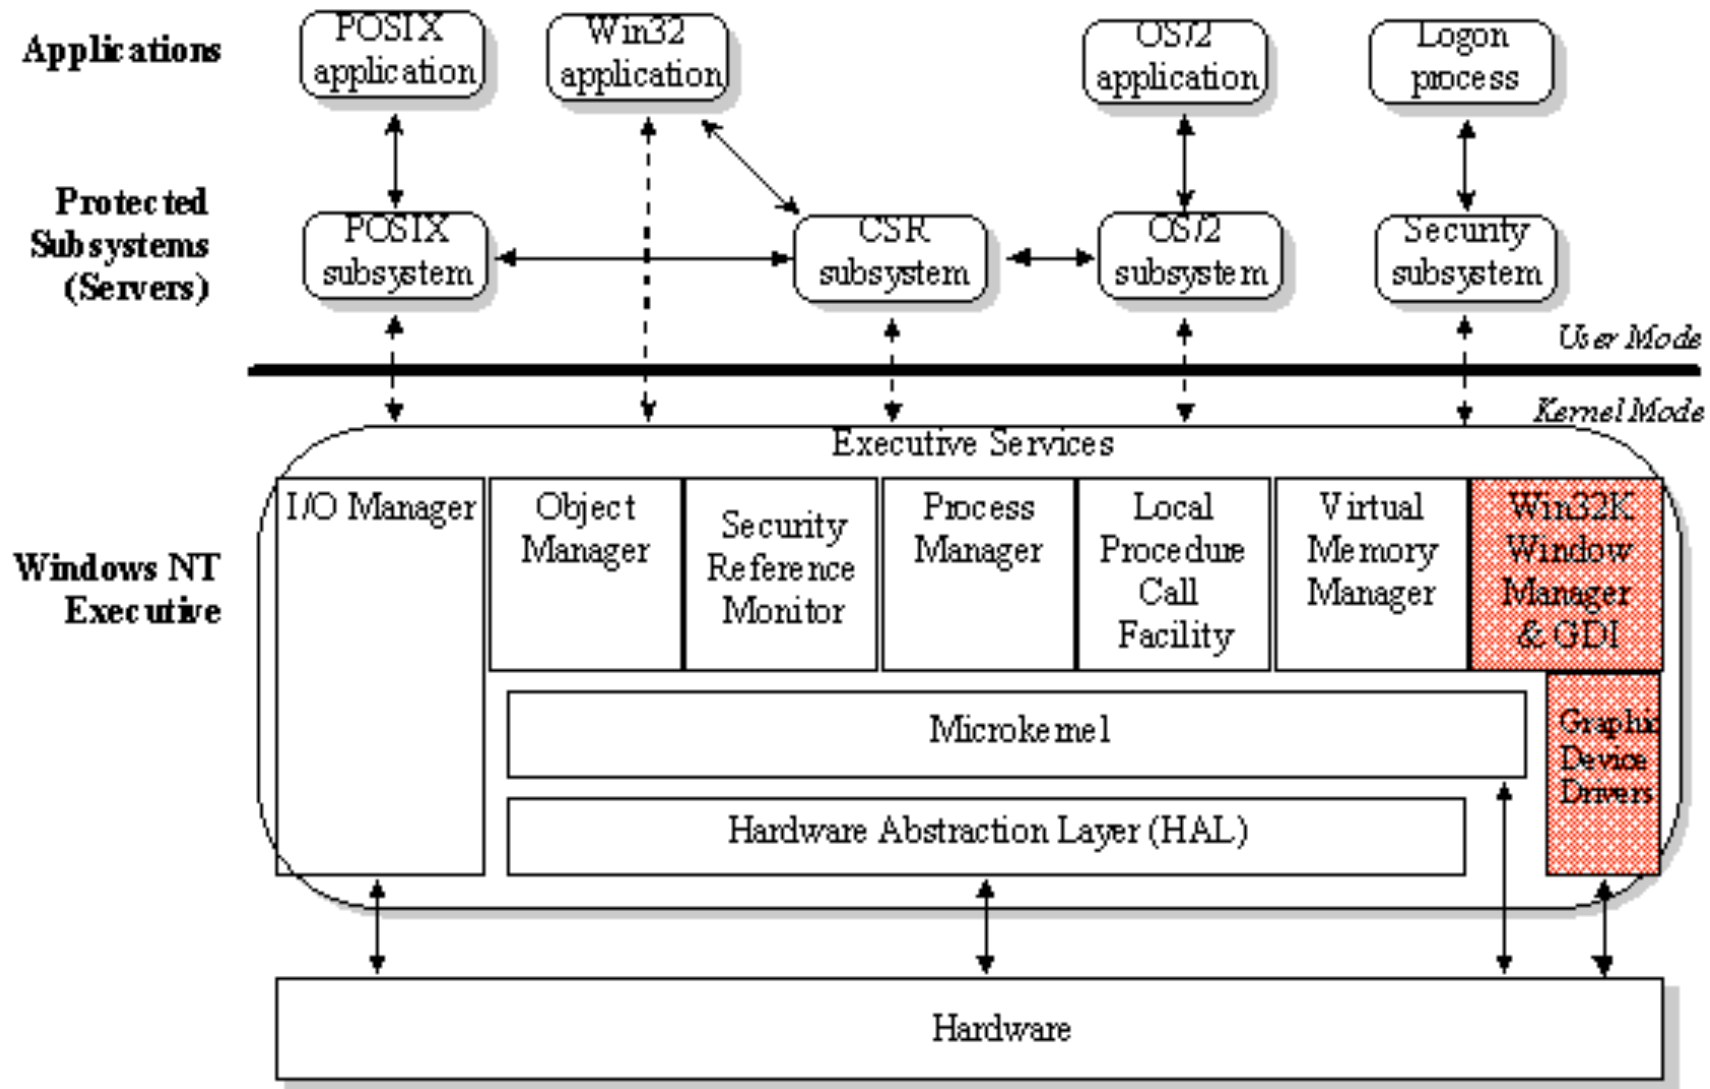 Applications
POSIX
application
Win32
application
OS/2
application
Logon
process
Protected
Subsystems
(Servers)
POSIX
subsystem
CSR
subsystem
OS/2
subsystem
Security
subsystem
User Mode
Kernel Mode
Executive Services
Windows NT
Executive
I/O Manager
Object
Manager
Security
Reference
Monitor
Process
Manager
Local
Procedure
Call
Facility
Virtual
Memory
Manager
Win32K
Window
Manager
& GDI
Microkernel
Graphic
Device
Drivers
Hardware Abstraction Layer (HAL)
Hardware